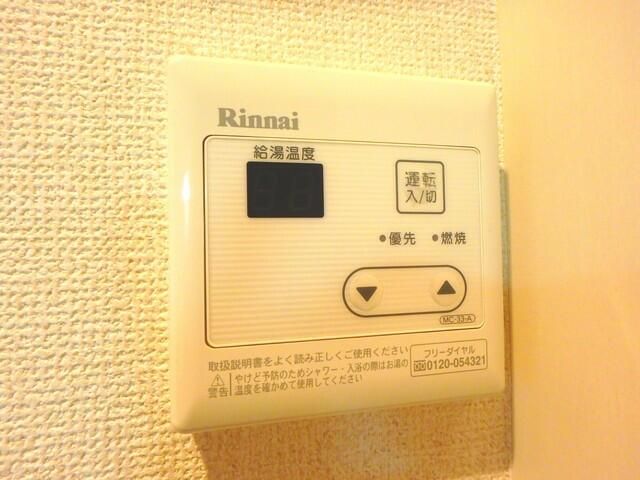 Rinnai
給湯温度
運転
入/切
優先 燃焼
MC-33-A
取扱説明書をよく読み正しくご使用ください
警告
やけど予防のためシャワー・入浴の際はお湯の
温度を確かめて使用してください
フリーダイヤル
0120-054321